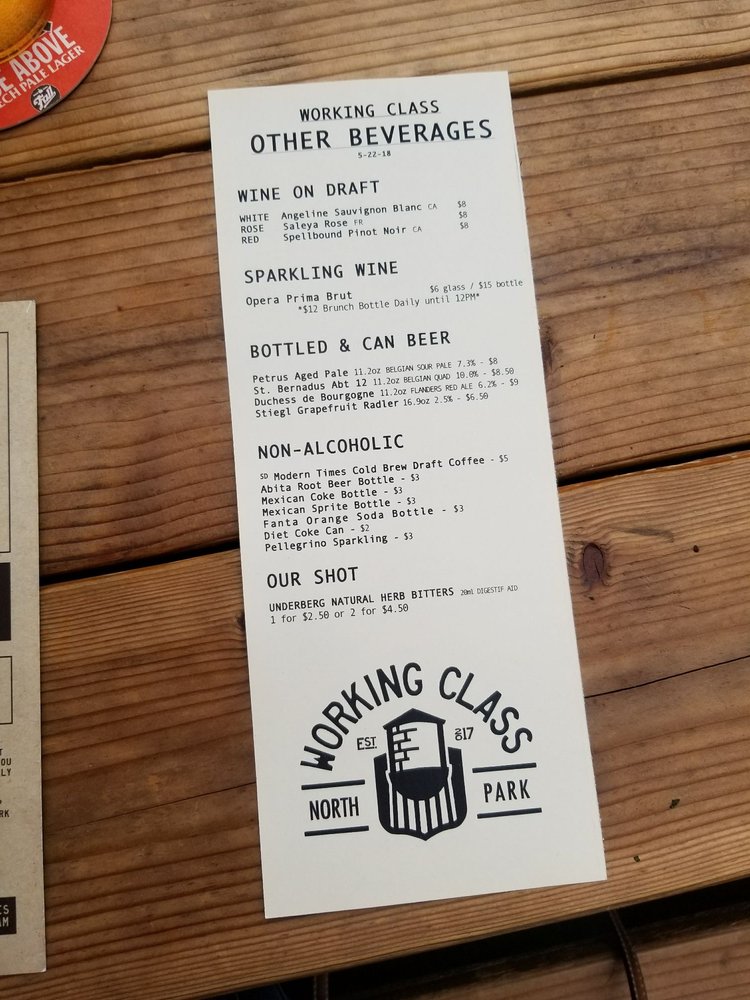 E ABOVE
ECH PALE LAGER
Fall
WORKING CLASS
OTHER BEVERAGES
5-22-18
WINE ON DRAFT
WHITE Angeline Sauvignon Blanc CA $8
ROSE Saleya Rose FR $8
RED Spellbound Pinot Noir CA $8
SPARKLING WINE
Opera Prima Brut $6 glass / $15 bottle
*$12 Brunch Bottle Daily until 12PM*
BOTTLED & CAN BEER
Petrus Aged Pale 11.2oz BELGIAN SOUR PALE 7.3% - $8
St. Bernadus Abt 12 11.2oz BELGIAN QUAD 10.0% - $8.50
Duchess de Bourgogne 11.2oz FLANDERS RED ALE 6.2% - $9
Stiegl Grapefruit Radler 16.9oz 2.5% - $6.50
NON-ALCOHOLIC
SD Modern Times Cold Brew Draft Coffee - $5
Abita Root Beer Bottle - $3
Mexican Coke Bottle - $3
Mexican Sprite Bottle - $3
Fanta Orange Soda Bottle - $3
Diet Coke Can - $2
Pellegrino Sparkling - $3
OUR SHOT
UNDERBERG NATURAL HERB BITTERS 20ml DIGESTIF AID
1 for $2.50 or 2 for $4.50
WORKING CLASS
EST. 2017
NORTH PARK